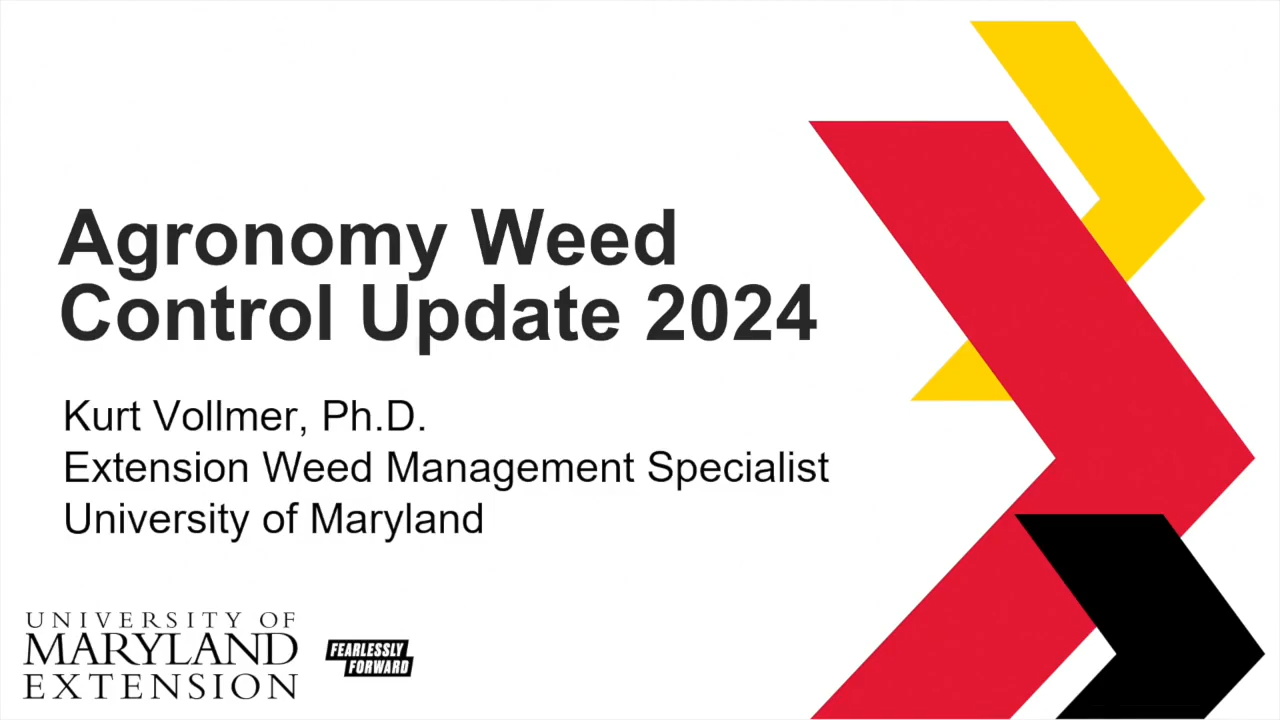 Agronomy Weed
Control Update 2024
Kurt Vollmer, Ph.D.
Extension Weed Management Specialist
University of Maryland
UNIVERSITY OF
MARYLAND
EXTENSION
FEARLESSLY
FORWARD